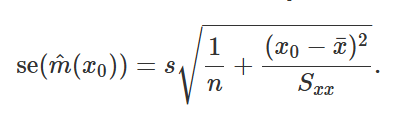 se(m̂(x₀)) = s√(1/n + (x₀ − x̄)²/Sₓₓ).